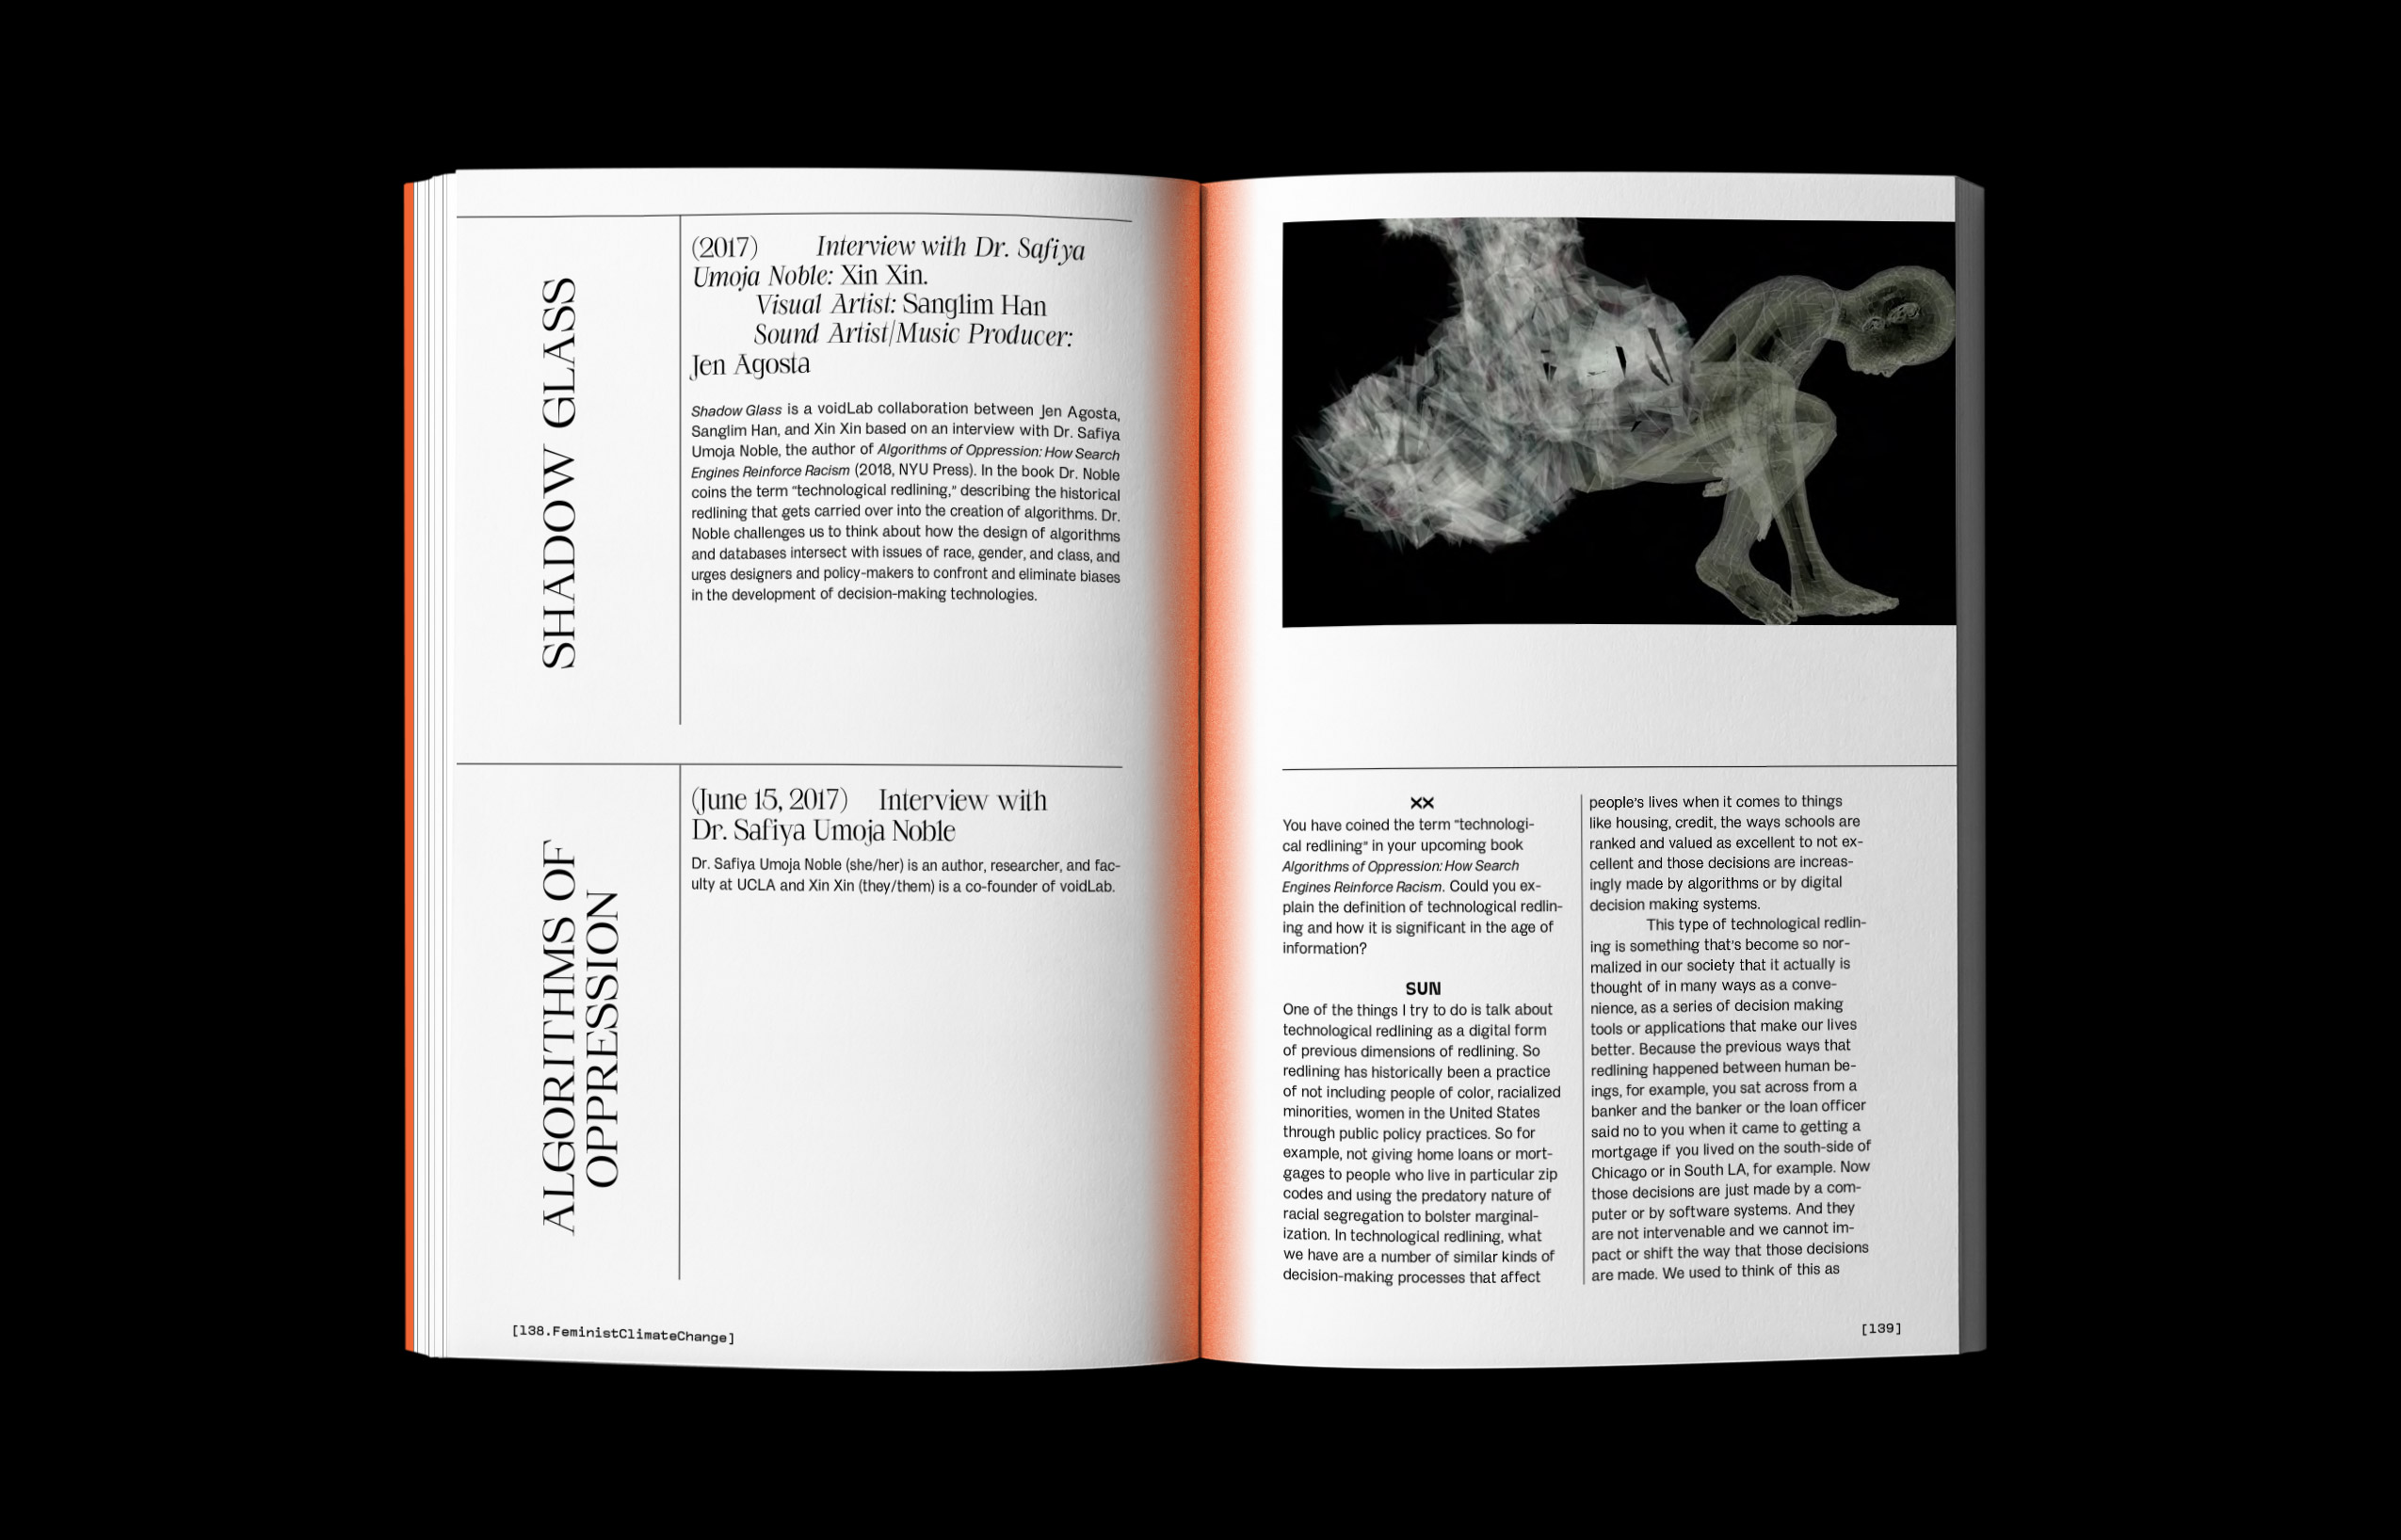 SHADOW GLASS
(2017) Interview with Dr. Safiya
Umoja Noble: Xin Xin.
Visual Artist: Sanglim Han
Sound Artist/Music Producer:
Jen Agosta
Shadow Glass is a voidLab collaboration between Jen Agosta,
Sanglim Han, and Xin Xin based on an interview with Dr. Safiya
Umoja Noble, the author of Algorithms of Oppression: How Search
Engines Reinforce Racism (2018, NYU Press). In the book Dr. Noble
coins the term “technological redlining,” describing the historical
redlining that gets carried over into the creation of algorithms. Dr.
Noble challenges us to think about how the design of algorithms
and databases intersect with issues of race, gender, and class, and
urges designers and policy-makers to confront and eliminate biases
in the development of decision-making technologies.
ALGORITHMS OF
OPPRESSION
(June 15, 2017) Interview with
Dr. Safiya Umoja Noble
Dr. Safiya Umoja Noble (she/her) is an author, researcher, and fac-
ulty at UCLA and Xin Xin (they/them) is a co-founder of voidLab.
[138.FeministClimateChange]
XX
You have coined the term “technologi-
cal redlining” in your upcoming book
Algorithms of Oppression: How Search
Engines Reinforce Racism. Could you ex-
plain the definition of technological redlin-
ing and how it is significant in the age of
information?
SUN
One of the things I try to do is talk about
technological redlining as a digital form
of previous dimensions of redlining. So
redlining has historically been a practice
of not including people of color, racialized
minorities, women in the United States
through public policy practices. So for
example, not giving home loans or mort-
gages to people who live in particular zip
codes and using the predatory nature of
racial segregation to bolster marginal-
ization. In technological redlining, what
we have are a number of similar kinds of
decision-making processes that affect
people’s lives when it comes to things
like housing, credit, the ways schools are
ranked and valued as excellent to not ex-
cellent and those decisions are increas-
ingly made by algorithms or by digital
decision making systems.
This type of technological redlin-
ing is something that’s become so nor-
malized in our society that it actually is
thought of in many ways as a conve-
nience, as a series of decision making
tools or applications that make our lives
better. Because the previous ways that
redlining happened between human be-
ings, for example, you sat across from a
banker and the banker or the loan officer
said no to you when it came to getting a
mortgage if you lived on the south-side of
Chicago or in South LA, for example. Now
those decisions are just made by a com-
puter or by software systems. And they
are not intervenable and we cannot im-
pact or shift the way that those decisions
are made. We used to think of this as
[139]